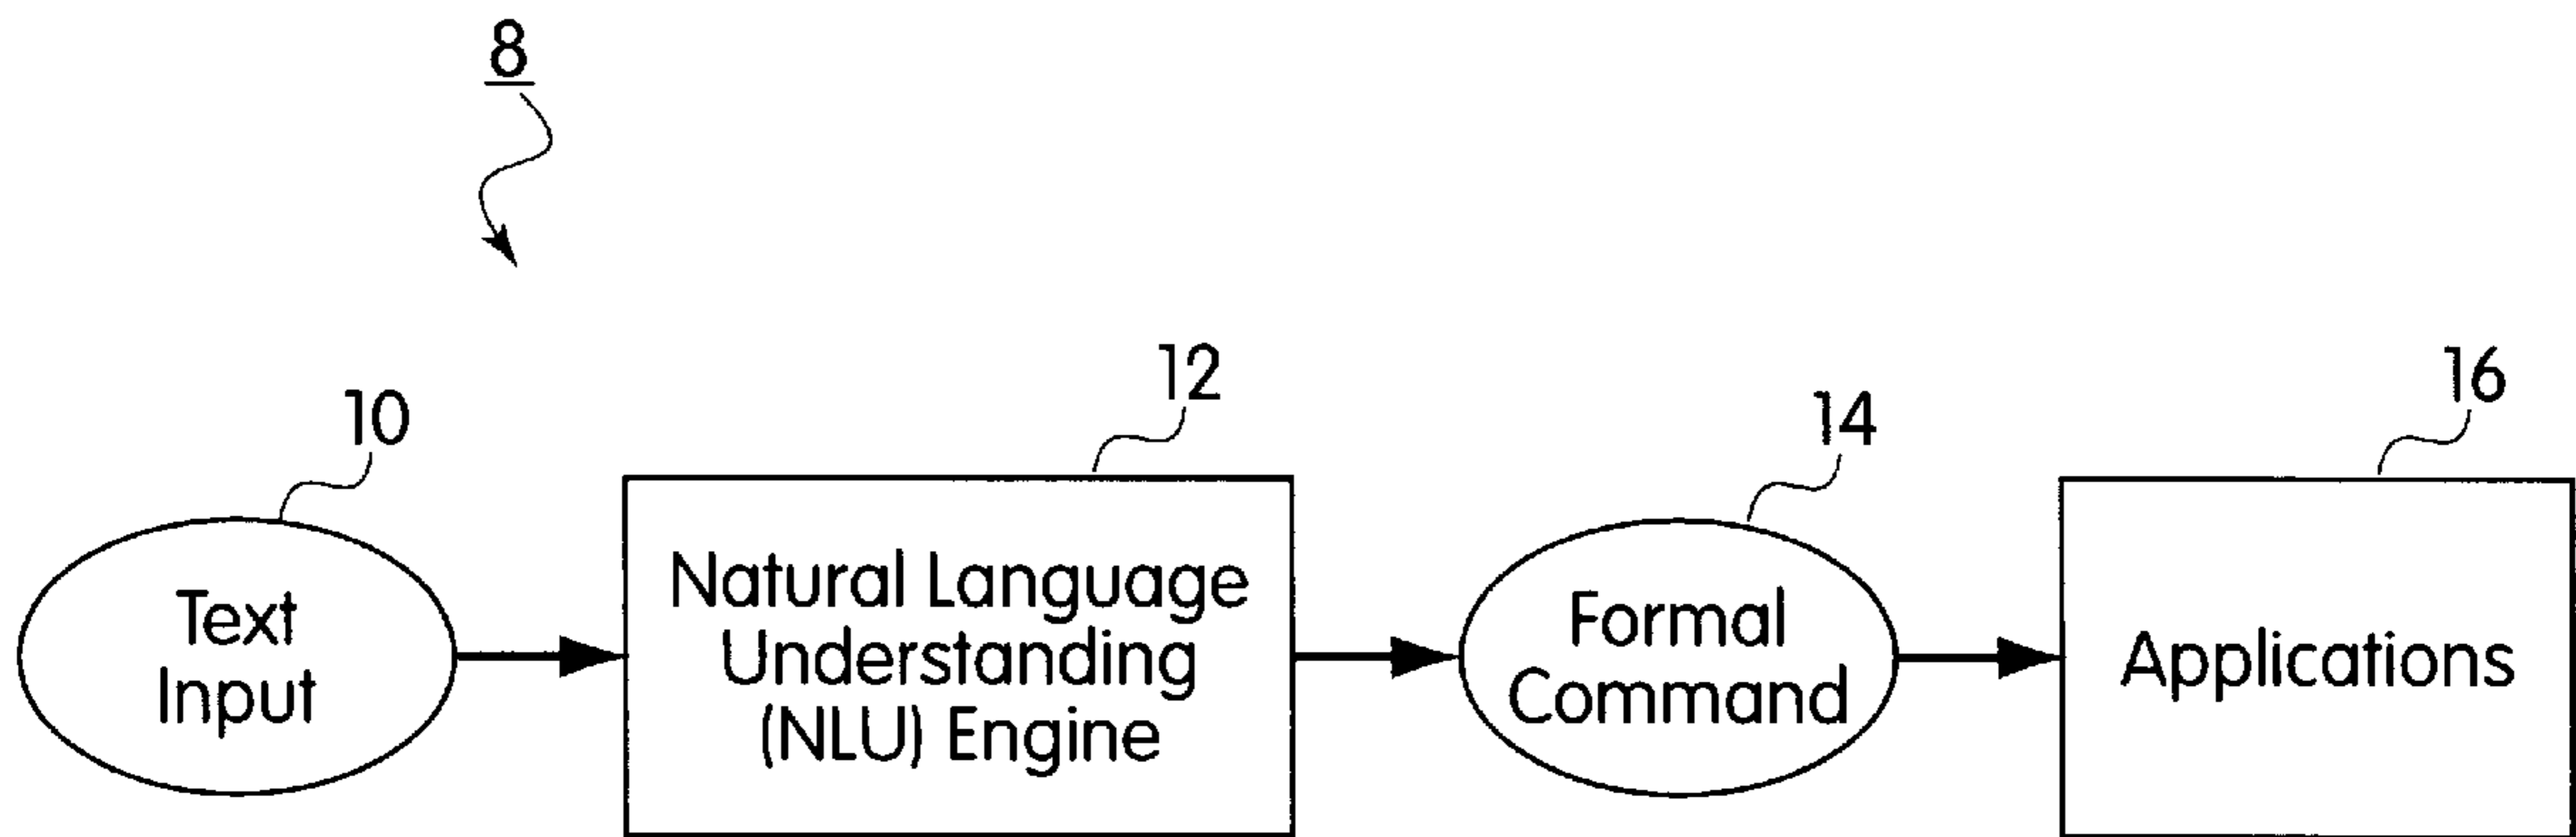 8
10
12
14
16
Text
Input
Natural Language
Understanding
(NLU) Engine
Formal
Command
Applications